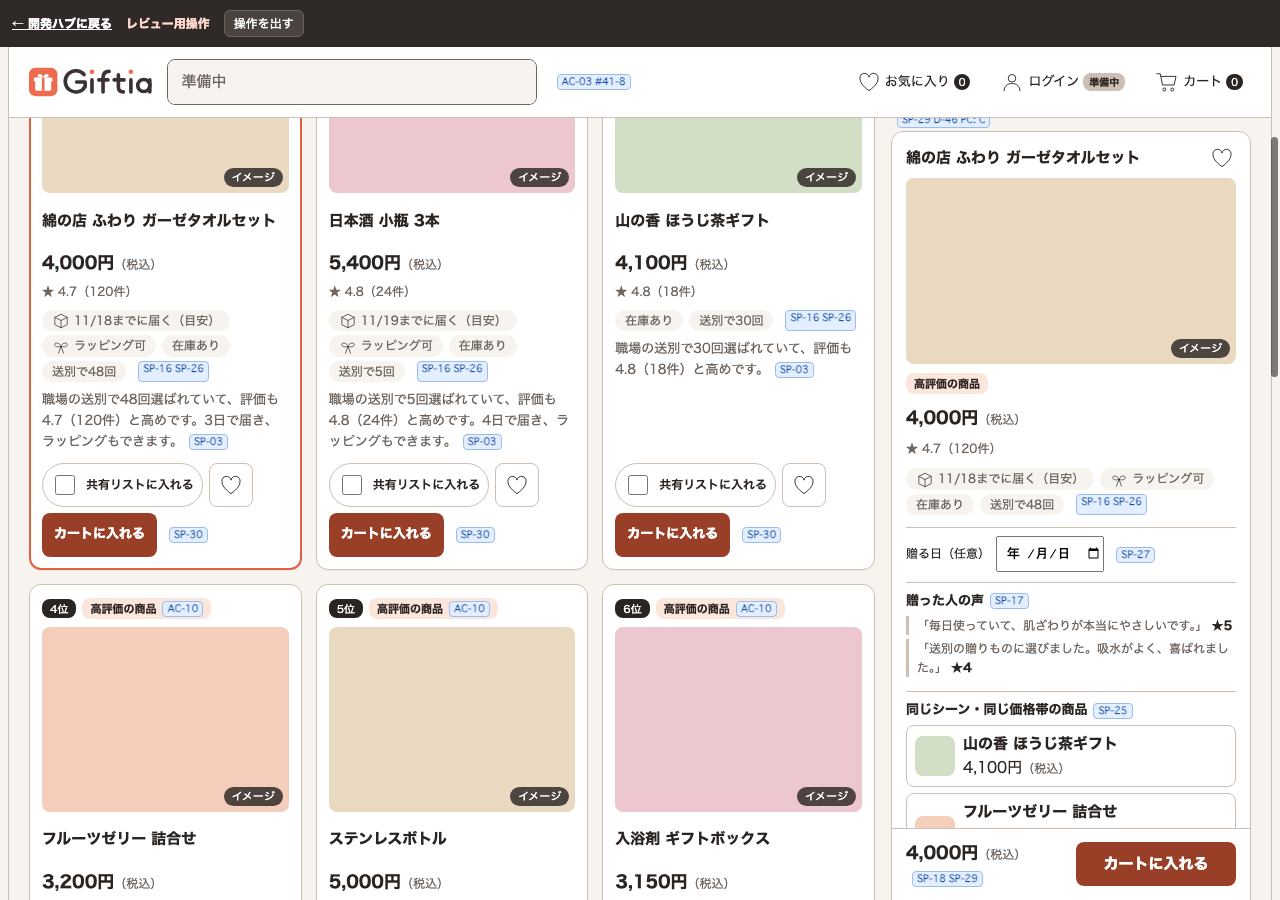 ← 開発ハブに戻る レビュー用操作 操作を出す
Giftia 準備中 AC-03 #41-8 お気に入り 0 ログイン 準備中 カート 0
イメージ
綿の店 ふわり ガーゼタオルセット
4,000円（税込）
★ 4.7（120件）
11/18までに届く（目安）
ラッピング可 在庫あり
送別で48回 SP-16 SP-26
職場の送別で48回選ばれていて、評価も
4.7（120件）と高めです。3日で届き、
ラッピングもできます。 SP-03
共有リストに入れる
カートに入れる SP-30
イメージ
日本酒 小瓶 3本
5,400円（税込）
★ 4.8（24件）
11/19までに届く（目安）
ラッピング可 在庫あり
送別で5回 SP-16 SP-26
職場の送別で5回選ばれていて、評価も
4.8（24件）と高めです。4日で届き、ラ
ッピングもできます。 SP-03
共有リストに入れる
カートに入れる SP-30
イメージ
山の香 ほうじ茶ギフト
4,100円（税込）
★ 4.8（18件）
在庫あり 送別で30回 SP-16 SP-26
職場の送別で30回選ばれていて、評価も
4.8（18件）と高めです。 SP-03
共有リストに入れる
カートに入れる SP-30
4位 高評価の商品 AC-10
イメージ
フルーツゼリー 詰合せ
3,200円（税込）
5位 高評価の商品 AC-10
イメージ
ステンレスボトル
5,000円（税込）
6位 高評価の商品 AC-10
イメージ
入浴剤 ギフトボックス
3,150円（税込）
SP-29 D-46 PC: C
綿の店 ふわり ガーゼタオルセット
イメージ
高評価の商品
4,000円（税込）
★ 4.7（120件）
11/18までに届く（目安） ラッピング可
在庫あり 送別で48回 SP-16 SP-26
贈る日（任意） 年 /月/日 SP-27
贈った人の声 SP-17
「毎日使っていて、肌ざわりが本当にやさしいです。」 ★5
「送別の贈りものに選びました。吸水がよく、喜ばれまし
た。」 ★4
同じシーン・同じ価格帯の商品 SP-25
山の香 ほうじ茶ギフト
4,100円（税込）
フルーツゼリー 詰合せ
4,000円（税込）
SP-18 SP-29
カートに入れる